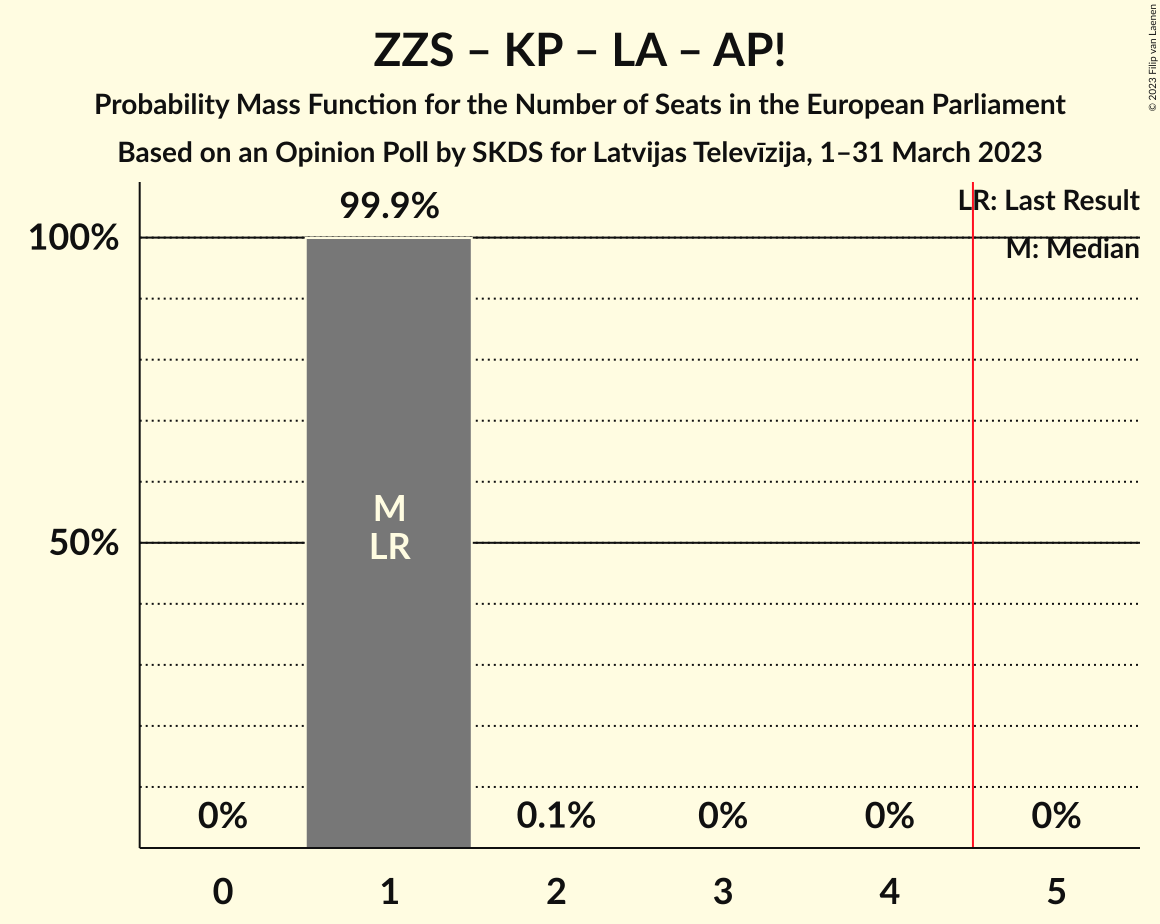 ZZS – KP – LA – AP!
Probability Mass Function for the Number of Seats in the European Parliament
Based on an Opinion Poll by SKDS for Latvijas Televīzija, 1–31 March 2023
© 2023 Filip van Laenen
LR: Last Result
M: Median
99.9%
100%
50%
M
LR
0%
0.1%
0%
0%
0%
0
1
2
3
4
5